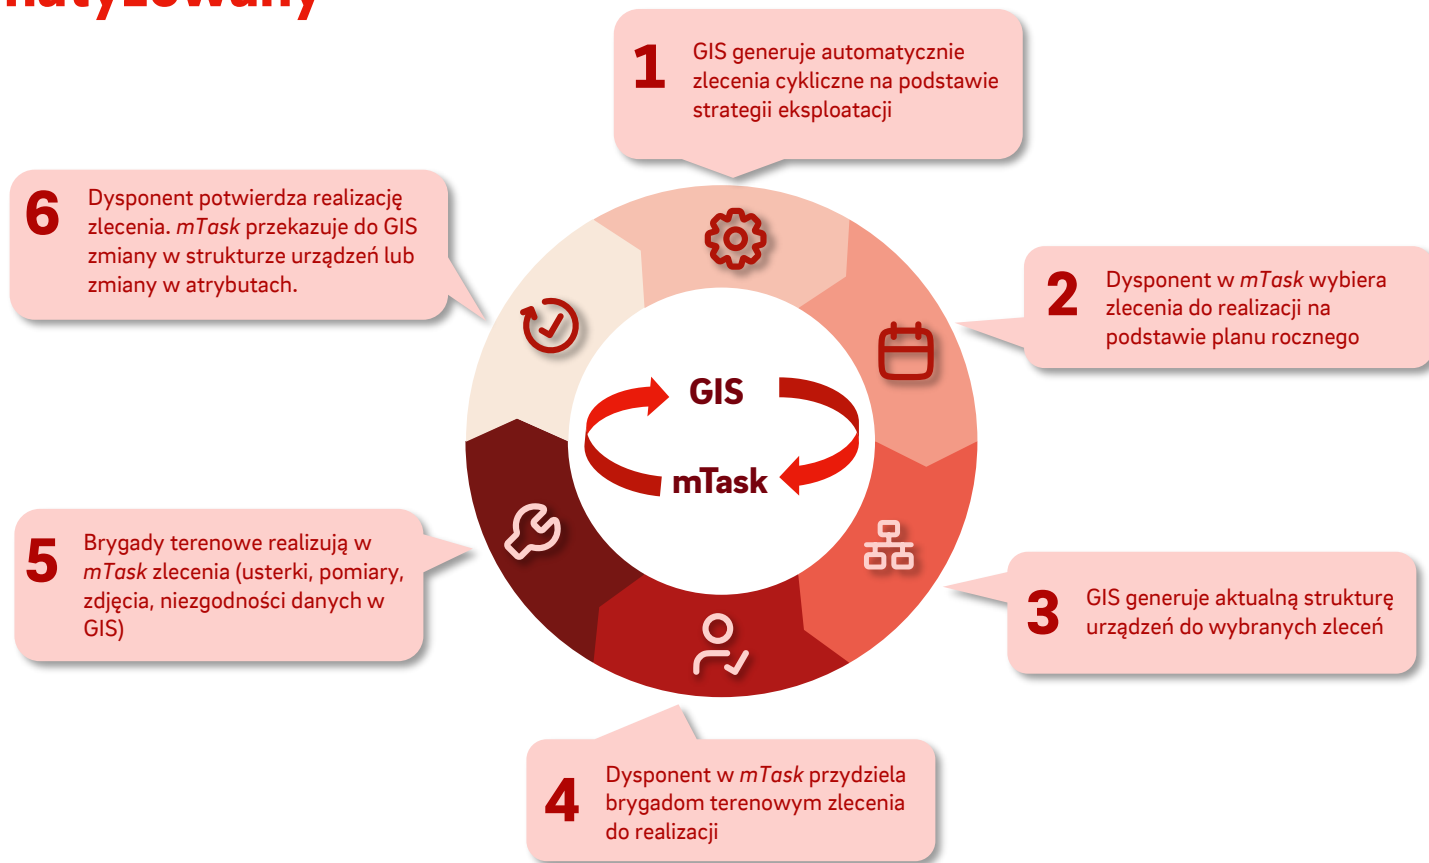 1
GIS generuje automatycznie
zlecenia cykliczne na podstawie
strategii eksploatacji
2
Dysponent w mTask wybiera
zlecenia do realizacji na
podstawie planu rocznego
3
GIS generuje aktualną strukturę
urządzeń do wybranych zleceń
4
Dysponent w mTask przydziela
brygadom terenowym zlecenia
do realizacji
5
Brygady terenowe realizują w
mTask zlecenia (usterki, pomiary,
zdjęcia, niezgodności danych w
GIS)
6
Dysponent potwierdza realizację
zlecenia. mTask przekazuje do GIS
zmiany w strukturze urządzeń lub
zmiany w atrybutach.
GIS
mTask